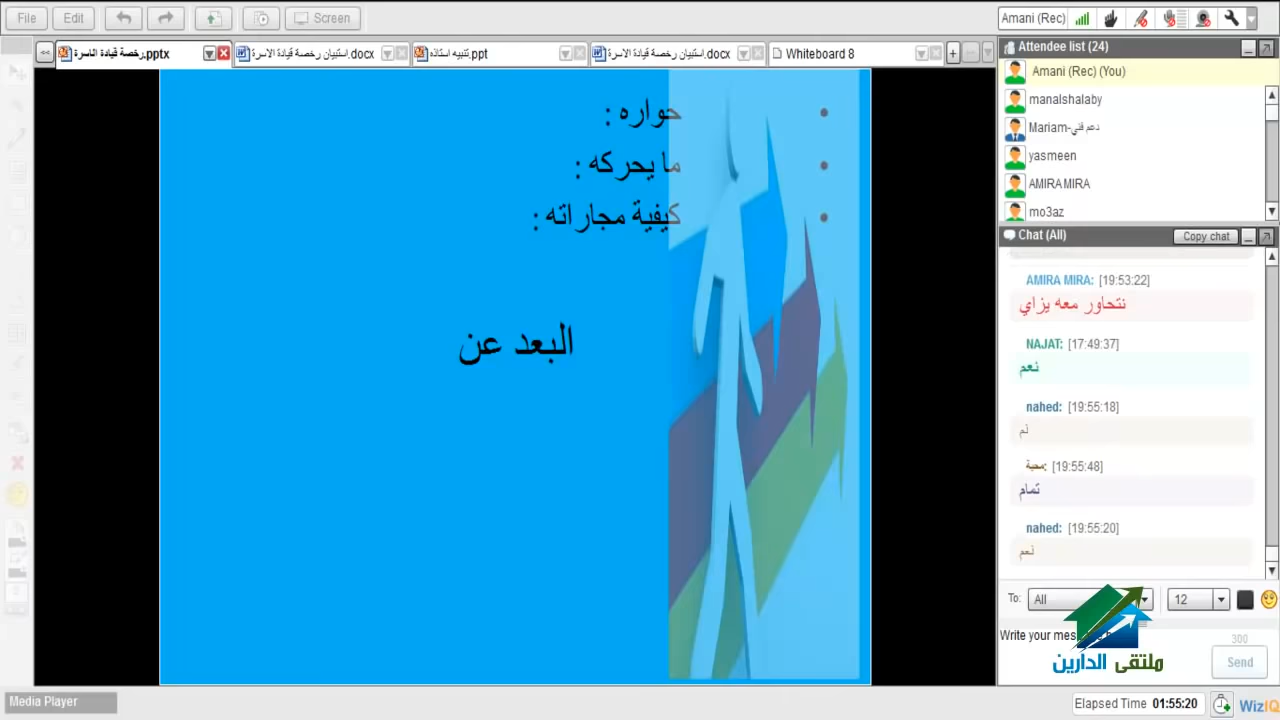 File
Edit
Screen
Amani (Rec)
رخصة قيادة الاسرة.pptx
استبيان رخصة قيادة الاسرة.docx
تنبيه استاذه.ppt
استبيان رخصة قيادة الاسرة.docx
Whiteboard 8
حواره :
ما يحركه :
كيفية مجاراته :
البعد عن
Attendee list (24)
Amani (Rec) (You)
manalshalaby
Mariam-دعم فني
yasmeen
AMIRA MIRA
mo3az
Chat (All)
Copy chat
AMIRA MIRA: [19:53:22]
نتحاور معه يزاي
NAJAT: [17:49:37]
نعم
nahed: [19:55:18]
نم
محبة: [19:55:48]
تمام
nahed: [19:55:20]
نعم
To: All
12
Write your mes
300
Send
ملتقى الدارين
Media Player
Elapsed Time 01:55:20
WizIQ